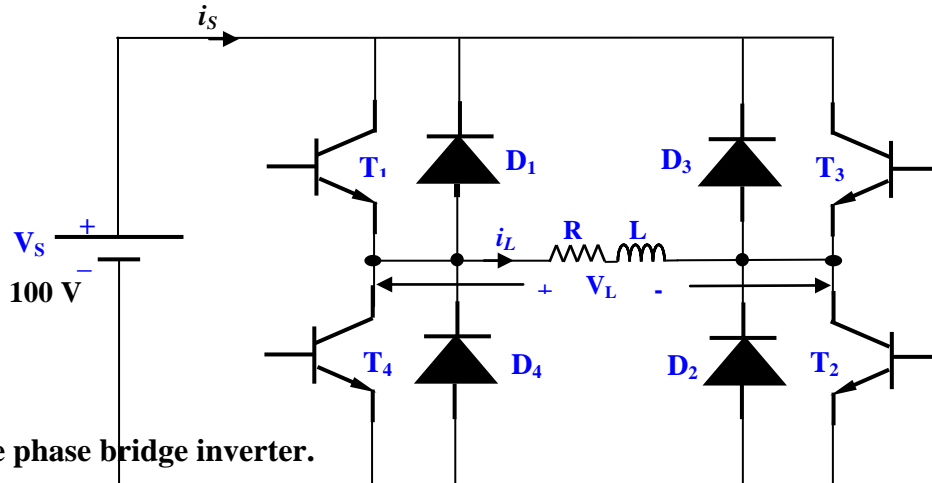 iS
T1 D1 D3 T3
VS + iL R L
− + VL -
100 V
T4 D4 D2 T2
e phase bridge inverter.